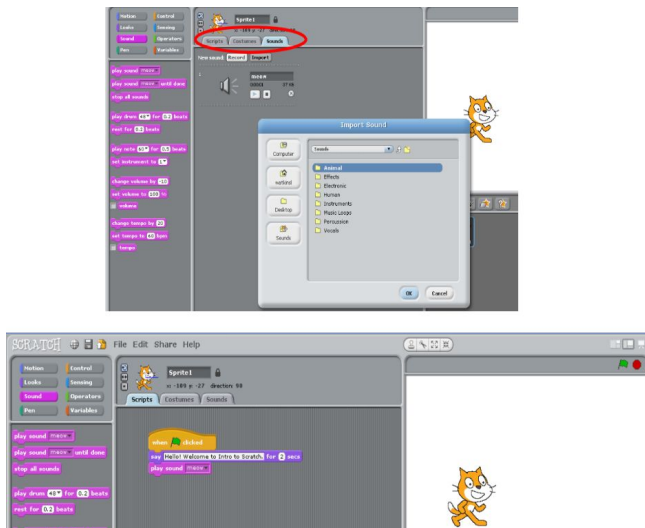 Motion Control
Looks Sensing
Sound Operators
Pen Variables
Sprite1
Scripts Costumes Sounds
New sound: Record Import
play sound meow
play sound meow until done
stop all sounds
play drum 48 for 0.2 beats
rest for 0.2 beats
play note 60 for 0.5 beats
set instrument to 1
change volume by -10
set volume to 100 %
volume
change tempo by 20
set tempo to 60 bpm
tempo
Import Sound
Computer
Desktop
Sounds
Sounds
Animal
Effects
Electronic
Human
Instruments
Music Loops
Percussion
Vocals
OK Cancel
SCRATCH File Edit Share Help
Motion Control
Looks Sensing
Sound Operators
Pen Variables
Sprite1
x: -189 y: -27 direction: 90
Scripts Costumes Sounds
play sound meow
play sound meow until done
stop all sounds
play drum 48 for 0.2 beats
rest for 0.2 beats
when clicked
say Hello! Welcome to Intro to Scratch. for 2 secs
play sound meow